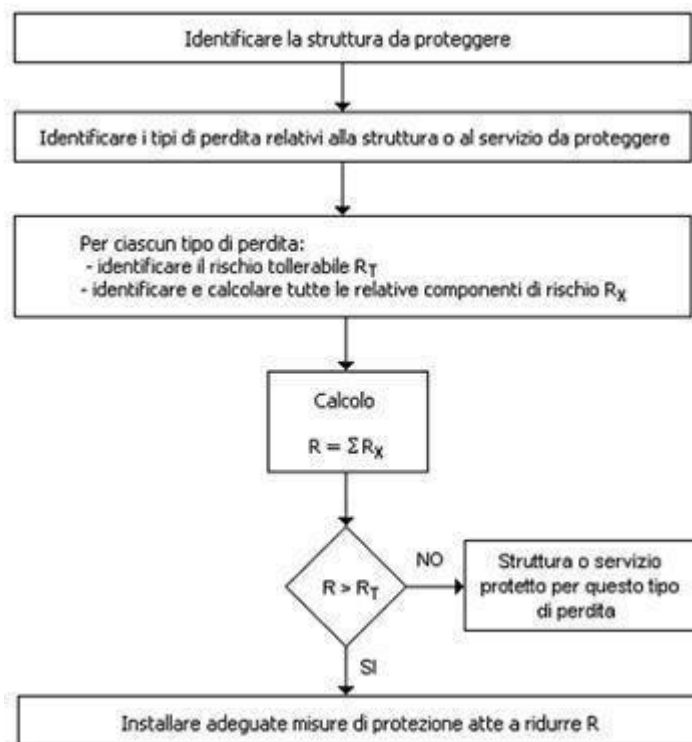 Identificare la struttura da proteggere
Identificare i tipi di perdita relativi alla struttura o al servizio da proteggere
Per ciascun tipo di perdita:
- identificare il rischio tollerabile RT
- identificare e calcolare tutte le relative componenti di rischio RX
Calcolo
R = ΣRX
R > RT
NO
Struttura o servizio
protetto per questo tipo
di perdita
SI
Installare adeguate misure di protezione atte a ridurre R